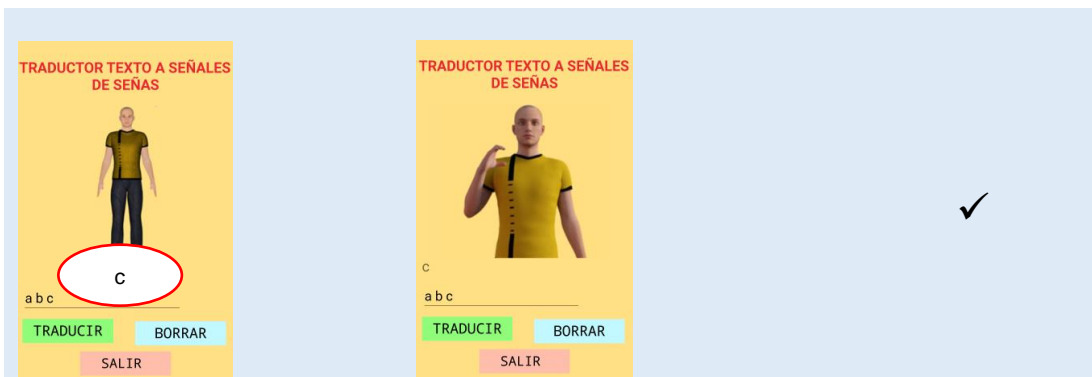 TRADUCTOR TEXTO A SEÑALES
DE SEÑAS
c
a b c
TRADUCIR
BORRAR
SALIR
TRADUCTOR TEXTO A SEÑALES
DE SEÑAS
c
a b c
TRADUCIR
BORRAR
SALIR
✓